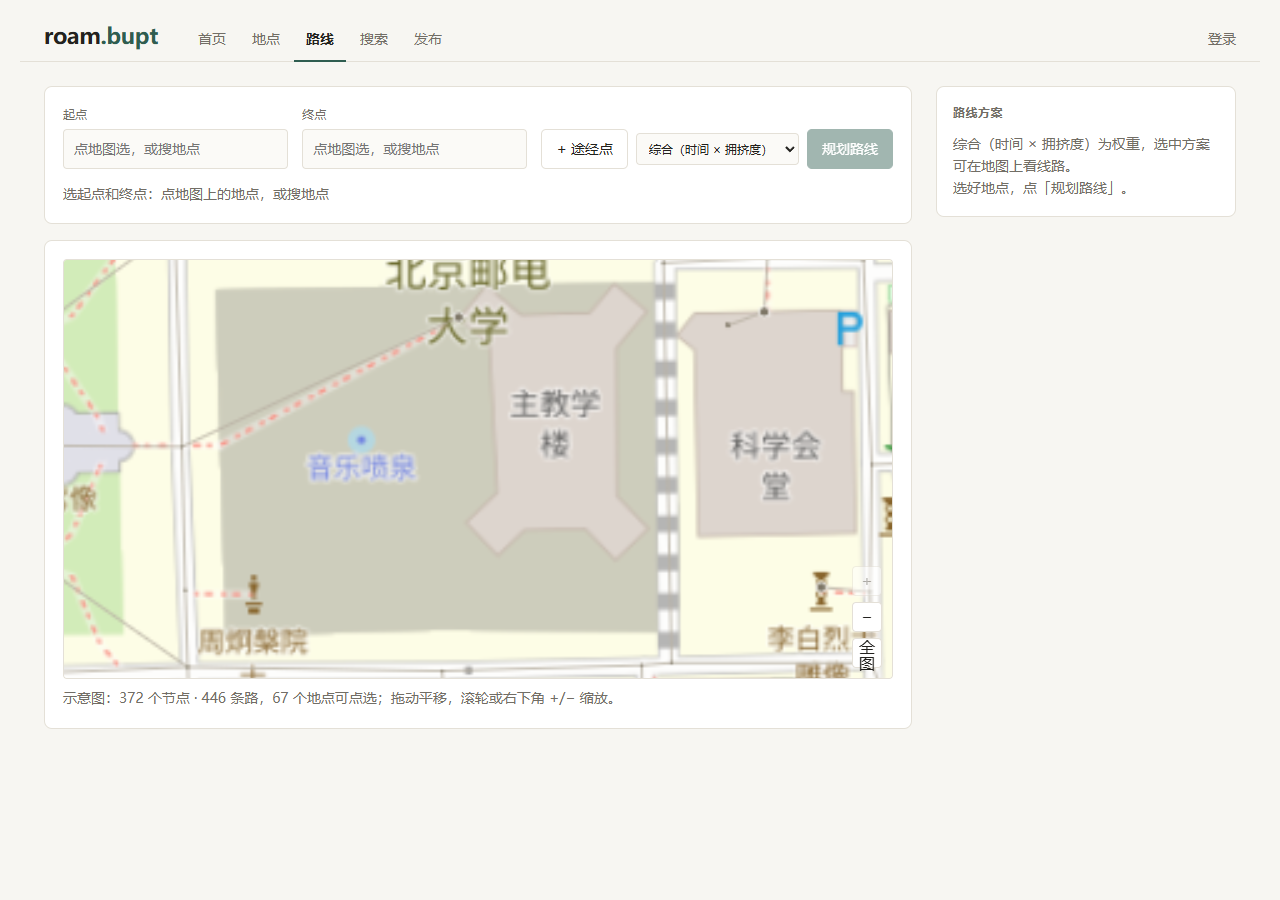 roam.bupt
首页 地点 路线 搜索 发布
登录
起点
终点
点地图选，或搜地点
点地图选，或搜地点
+ 途经点
综合（时间 × 拥挤度）
规划路线
选起点和终点：点地图上的地点，或搜地点
路线方案
综合（时间 × 拥挤度）为权重，选中方案
可在地图上看线路。
选好地点，点「规划路线」。
北京邮电
大学
P
主教学
楼
科学会
堂
音乐喷泉
像
周炯槃院
李白烈士
雕像
+
−
全
图
示意图：372 个节点 · 446 条路，67 个地点可点选；拖动平移，滚轮或右下角 +/− 缩放。